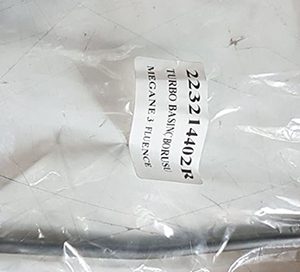 223214402R
TURBO BASINÇ BORUSU
MEGANE 3 FLUENCE